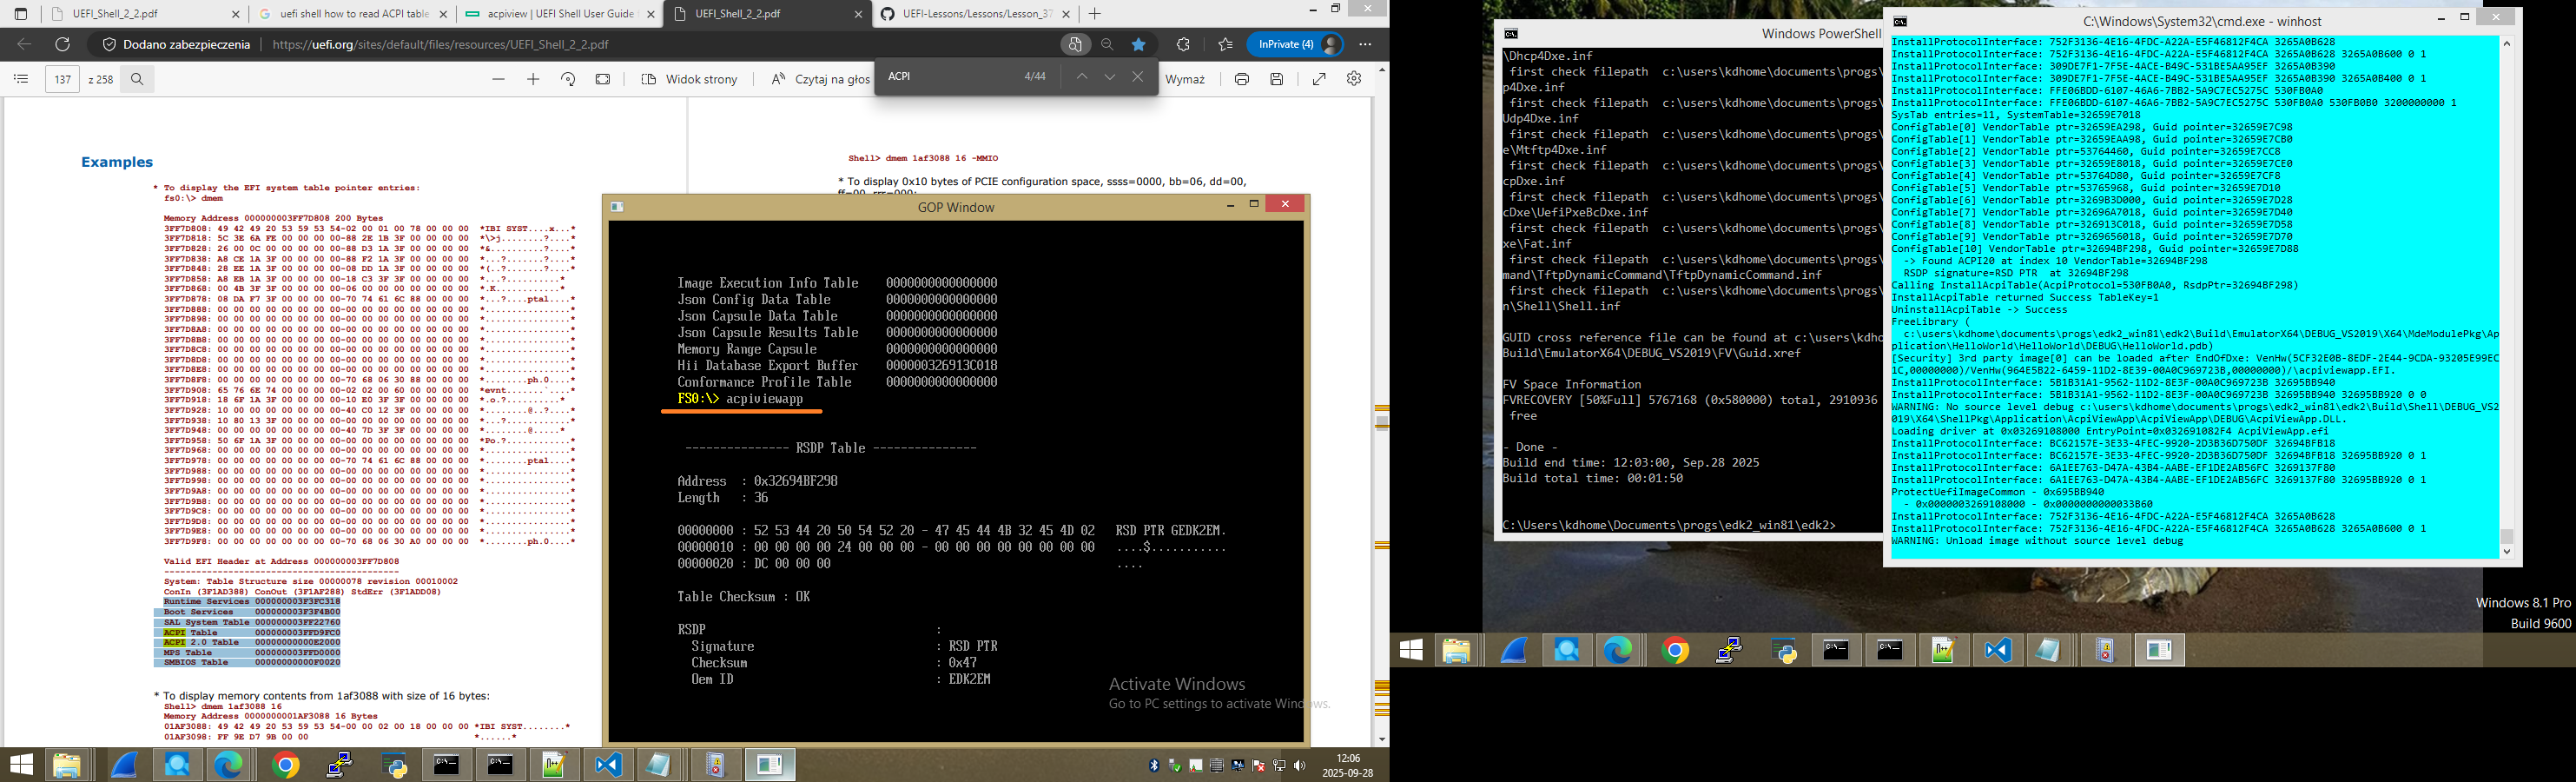 UEFI_Shell_2_2.pdf
uefi shell how to read ACPI table
acpiview | UEFI Shell User Guide
UEFI_Shell_2_2.pdf
UEFI-Lessons/Lessons/Lesson_37
Dodano zabezpieczenia
https://uefi.org/sites/default/files/resources/UEFI_Shell_2_2.pdf
InPrivate (4)
137
z 258
Widok strony
Czytaj na głos
ACPI
4/44
Wymaż
Examples
* To display the EFI system table pointer entries:
fs0:\> dmem
Memory Address 000000003FF7D808 200 Bytes
3FF7D808: 49 42 49 20 53 59 53 54-02 00 01 00 78 00 00 00 *IBI SYST....x...*
Valid EFI Header at Address 000000003FF7D808
System: Table Structure size 00000078 revision 00010002
ConIn (3F1AD388) ConOut (3F1AF288) StdErr (3F1ADD08)
Runtime Services 000000003F3FC318
Boot Services 000000003F3F4B00
SAL System Table 000000003FF22760
ACPI Table 000000003FFD9FC0
ACPI 2.0 Table 00000000000E2000
MPS Table 000000003FFD0000
SMBIOS Table 00000000000F0020
* To display memory contents from 1af3088 with size of 16 bytes:
Shell> dmem 1af3088 16
Memory Address 0000000001AF3088 16 Bytes
01AF3088: 49 42 49 20 53 59 53 54-00 00 02 00 18 00 00 00 *IBI SYST........*
01AF3098: FF 9E D7 9B 00 00 *......*
Shell> dmem 1af3088 16 -MMIO
* To display 0x10 bytes of PCIE configuration space, ssss=0000, bb=06, dd=00,
GOP Window
Image Execution Info Table 0000000000000000
Json Config Data Table 0000000000000000
Json Capsule Data Table 0000000000000000
Json Capsule Results Table 0000000000000000
Memory Range Capsule 0000000000000000
Hii Database Export Buffer 000000326913C018
Conformance Profile Table 0000000000000000
FS0:\> acpiviewapp
--------------- RSDP Table ---------------
Address : 0x32694BF298
Length : 36
00000000 : 52 53 44 20 50 54 52 20 - 47 45 44 4B 32 45 4D 02 RSD PTR GEDK2EM.
00000010 : 00 00 00 00 24 00 00 00 - 00 00 00 00 00 00 00 00 ....$...........
00000020 : DC 00 00 00 ....
Table Checksum : OK
RSDP :
Signature : RSD PTR
Checksum : 0x47
Oem ID : EDK2EM
Activate Windows
Go to PC settings to activate Windows.
12:06
2025-09-28
Windows PowerShell
\Dhcp4Dxe.inf
first check filepath c:\users\kdhome\documents\progs\
p4Dxe.inf
first check filepath c:\users\kdhome\documents\progs\
Udp4Dxe.inf
first check filepath c:\users\kdhome\documents\progs\
e\Mtftp4Dxe.inf
first check filepath c:\users\kdhome\documents\progs\
cpDxe.inf
first check filepath c:\users\kdhome\documents\progs\
cDxe\UefiPxeBcDxe.inf
first check filepath c:\users\kdhome\documents\progs\
xe\Fat.inf
first check filepath c:\users\kdhome\documents\progs\
mand\TftpDynamicCommand\TftpDynamicCommand.inf
first check filepath c:\users\kdhome\documents\progs\
n\Shell\Shell.inf
GUID cross reference file can be found at c:\users\kdho
Build\EmulatorX64\DEBUG_VS2019\FV\Guid.xref
FV Space Information
FVRECOVERY [50%Full] 5767168 (0x580000) total, 2910936
free
- Done -
Build end time: 12:03:00, Sep.28 2025
Build total time: 00:01:50
C:\Users\kdhome\Documents\progs\edk2_win81\edk2>
C:\Windows\System32\cmd.exe - winhost
InstallProtocolInterface: 752F3136-4E16-4FDC-A22A-E5F46812F4CA 3265A0B628
InstallProtocolInterface: 752F3136-4E16-4FDC-A22A-E5F46812F4CA 3265A0B628 3265A0B600 0 1
InstallProtocolInterface: 309DE7F1-7F5E-4ACE-B49C-531BE5AA95EF 3265A0B390
InstallProtocolInterface: 309DE7F1-7F5E-4ACE-B49C-531BE5AA95EF 3265A0B390 3265A0B400 0 1
InstallProtocolInterface: FFE06BDD-6107-46A6-7BB2-5A9C7EC5275C 530FB0A0
InstallProtocolInterface: FFE06BDD-6107-46A6-7BB2-5A9C7EC5275C 530FB0A0 530FB0B0 3200000000 1
SysTab entries=11, SystemTable=32659E7018
ConfigTable[0] VendorTable ptr=32659EA298, Guid pointer=32659E7C98
ConfigTable[1] VendorTable ptr=32659EAA98, Guid pointer=32659E7CB0
ConfigTable[2] VendorTable ptr=53764460, Guid pointer=32659E7CC8
ConfigTable[3] VendorTable ptr=32659E8018, Guid pointer=32659E7CE0
ConfigTable[4] VendorTable ptr=53764D80, Guid pointer=32659E7CF8
ConfigTable[5] VendorTable ptr=53765968, Guid pointer=32659E7D10
ConfigTable[6] VendorTable ptr=3269B3D000, Guid pointer=32659E7D28
ConfigTable[7] VendorTable ptr=32696A7018, Guid pointer=32659E7D40
ConfigTable[8] VendorTable ptr=326913C018, Guid pointer=32659E7D58
ConfigTable[9] VendorTable ptr=3269656018, Guid pointer=32659E7D70
ConfigTable[10] VendorTable ptr=32694BF298, Guid pointer=32659E7D88
-> Found ACPI20 at index 10 VendorTable=32694BF298
RSDP signature=RSD PTR at 32694BF298
Calling InstallAcpiTable(AcpiProtocol=530FB0A0, RsdpPtr=32694BF298)
InstallAcpiTable returned Success TableKey=1
UninstallAcpiTable -> Success
FreeLibrary (
c:\users\kdhome\documents\progs\edk2_win81\edk2\Build\EmulatorX64\DEBUG_VS2019\X64\MdeModulePkg\Ap
plication\HelloWorld\HelloWorld\DEBUG\HelloWorld.pdb)
[Security] 3rd party image[0] can be loaded after EndOfDxe: VenHw(5CF32E0B-8EDF-2E44-9CDA-93205E99EC
1C,00000000)/VenHw(964E5B22-6459-11D2-8E39-00A0C969723B,00000000)/\acpiviewapp.EFI.
InstallProtocolInterface: 5B1B31A1-9562-11D2-8E3F-00A0C969723B 32695BB940
InstallProtocolInterface: 5B1B31A1-9562-11D2-8E3F-00A0C969723B 32695BB940 32695BB920 0 0
WARNING: No source level debug c:\users\kdhome\documents\progs\edk2_win81\edk2\Build\Shell\DEBUG_VS2
019\X64\ShellPkg\Application\AcpiViewApp\AcpiViewApp\DEBUG\AcpiViewApp.DLL.
Loading driver at 0x03269108000 EntryPoint=0x032691082F4 AcpiViewApp.efi
InstallProtocolInterface: BC62157E-3E33-4FEC-9920-2D3B36D750DF 32694BFB18
InstallProtocolInterface: BC62157E-3E33-4FEC-9920-2D3B36D750DF 32694BFB18 32695BB920 0 1
InstallProtocolInterface: 6A1EE763-D47A-43B4-AABE-EF1DE2AB56FC 3269137F80
InstallProtocolInterface: 6A1EE763-D47A-43B4-AABE-EF1DE2AB56FC 3269137F80 32695BB920 0 1
ProtectUefiImageCommon - 0x695BB940
- 0x0000003269108000 - 0x0000000000033B60
InstallProtocolInterface: 752F3136-4E16-4FDC-A22A-E5F46812F4CA 3265A0B628
InstallProtocolInterface: 752F3136-4E16-4FDC-A22A-E5F46812F4CA 3265A0B628 3265A0B600 0 1
WARNING: Unload image without source level debug
Windows 8.1 Pro
Build 9600